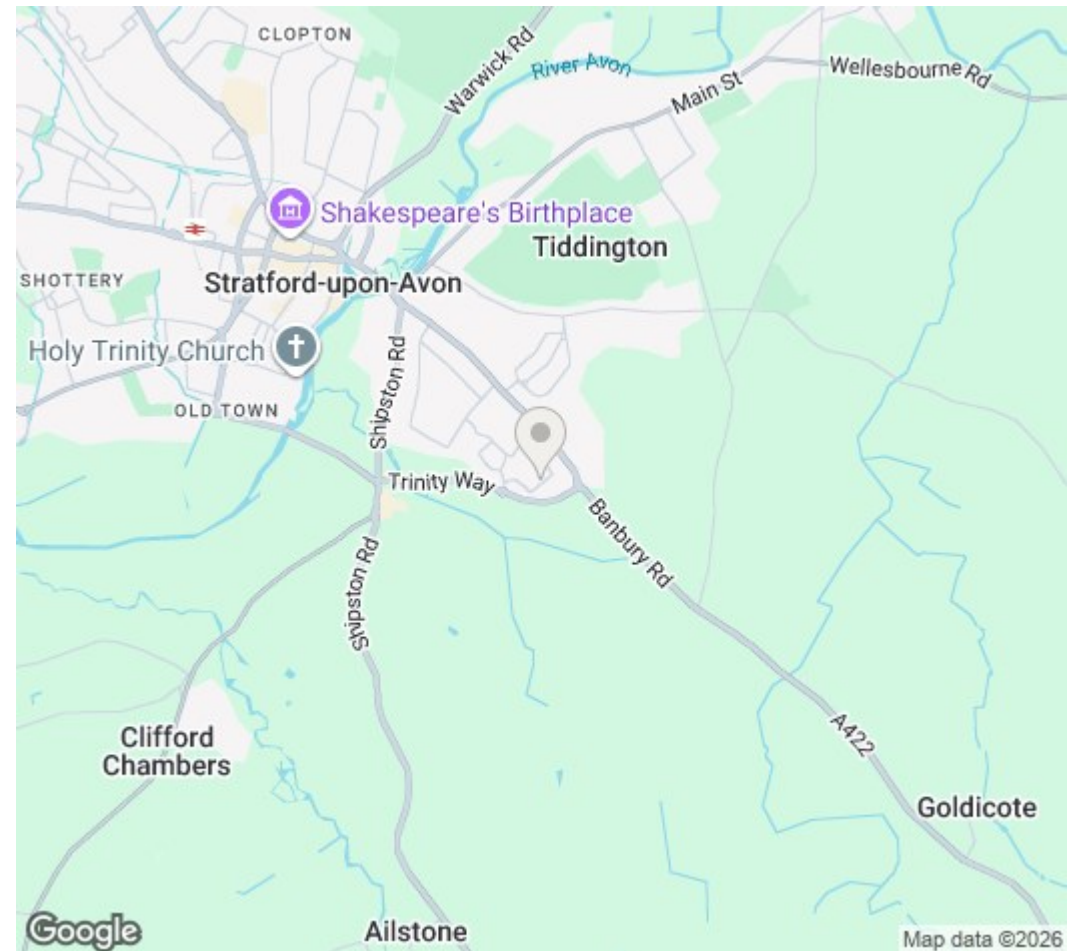 CLOPTON
Warwick Rd
River Avon
Main St
Wellesbourne Rd
Shakespeare's Birthplace
Tiddington
SHOTTERY
Stratford-upon-Avon
Holy Trinity Church
Shipston Rd
OLD TOWN
Trinity Way
Banbury Rd
Shipston Rd
Clifford
Chambers
A422
Goldicote
Ailstone
Google
Map data ©2026